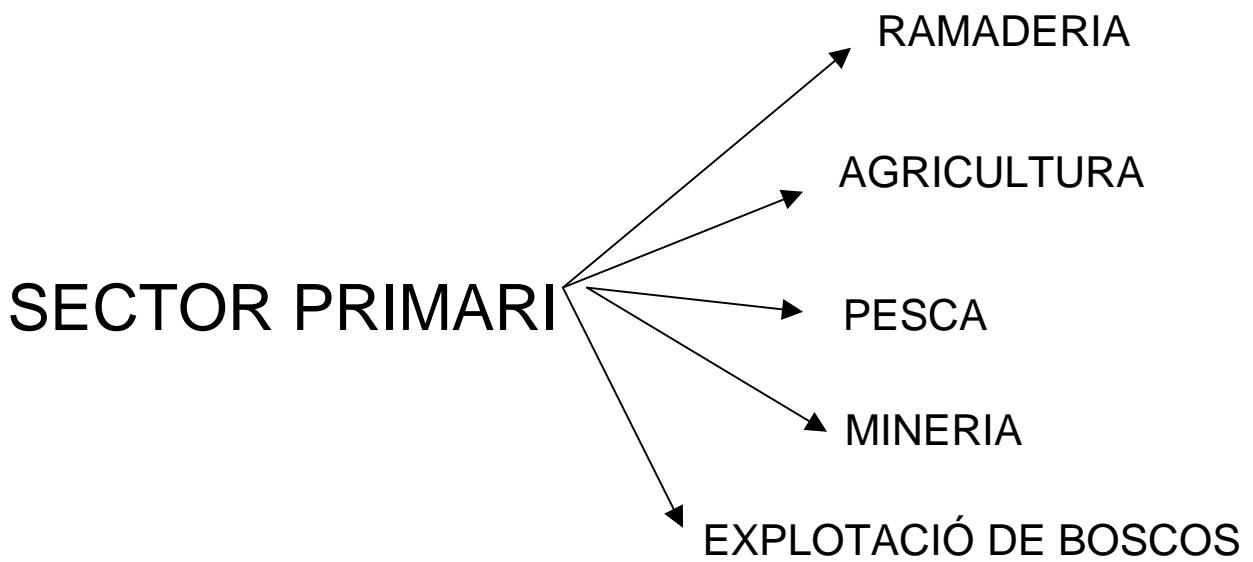 RAMADERIA
AGRICULTURA
SECTOR PRIMARI
PESCA
MINERIA
EXPLOTACIÓ DE BOSCOS